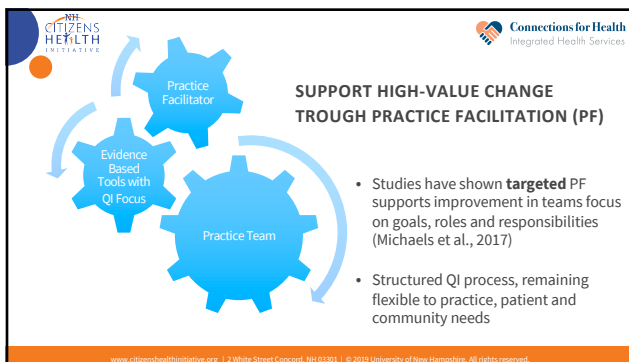 NH
CITIZENS
HEALTH
INITIATIVE
Connections for Health
Integrated Health Services
Practice
Facilitator
Evidence
Based
Tools with
QI Focus
Practice Team
SUPPORT HIGH-VALUE CHANGE
TROUGH PRACTICE FACILITATION (PF)
• Studies have shown targeted PF
supports improvement in teams focus
on goals, roles and responsibilities
(Michaels et al., 2017)
• Structured QI process, remaining
flexible to practice, patient and
community needs
www.citizenshealthinitiative.org | 2 White Street Concord, NH 03301 | © 2019 University of New Hampshire. All rights reserved.